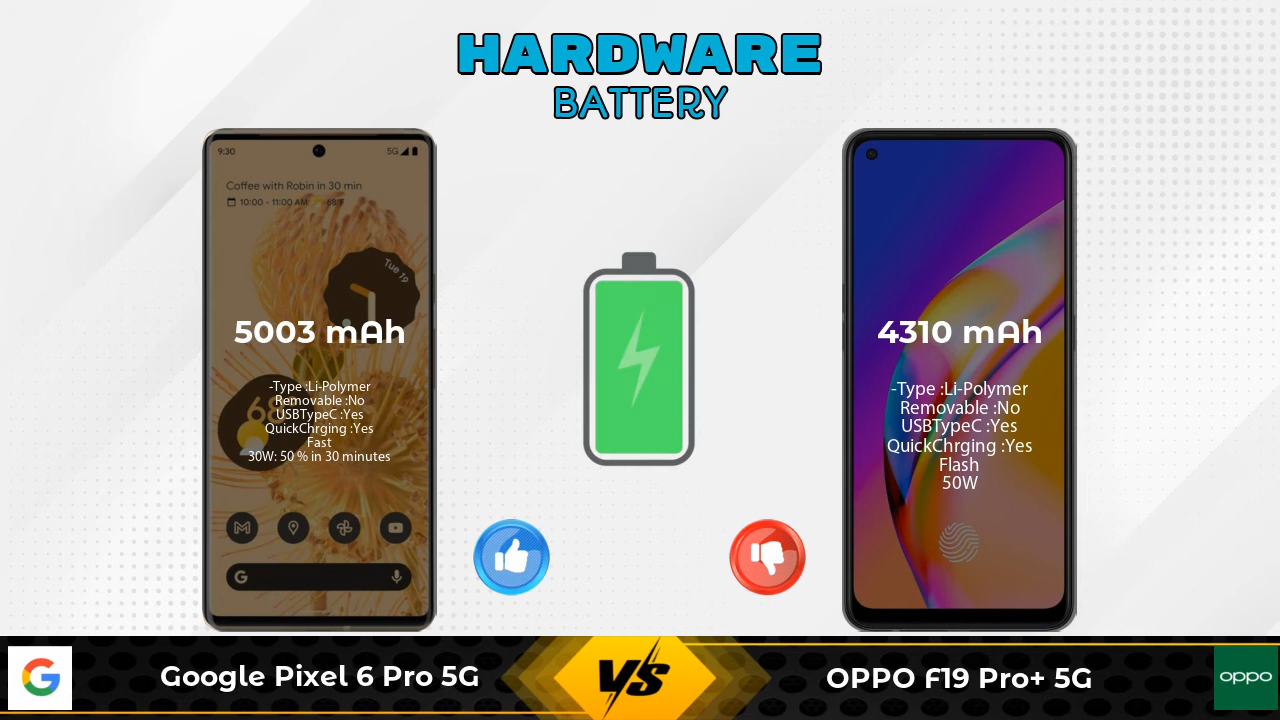 HARDWARE
BATTERY
9:30
5G
Coffee with Robin in 30 min
10:00 - 11:00 AM
68°F
Tue 19
5003 mAh
-Type :Li-Polymer
Removable :No
USBTypeC :Yes
QuickChrging :Yes
Fast
30W: 50 % in 30 minutes
G
4310 mAh
-Type :Li-Polymer
Removable :No
USBTypeC :Yes
QuickChrging :Yes
Flash
50W
G
Google Pixel 6 Pro 5G
VS
OPPO F19 Pro+ 5G
oppo